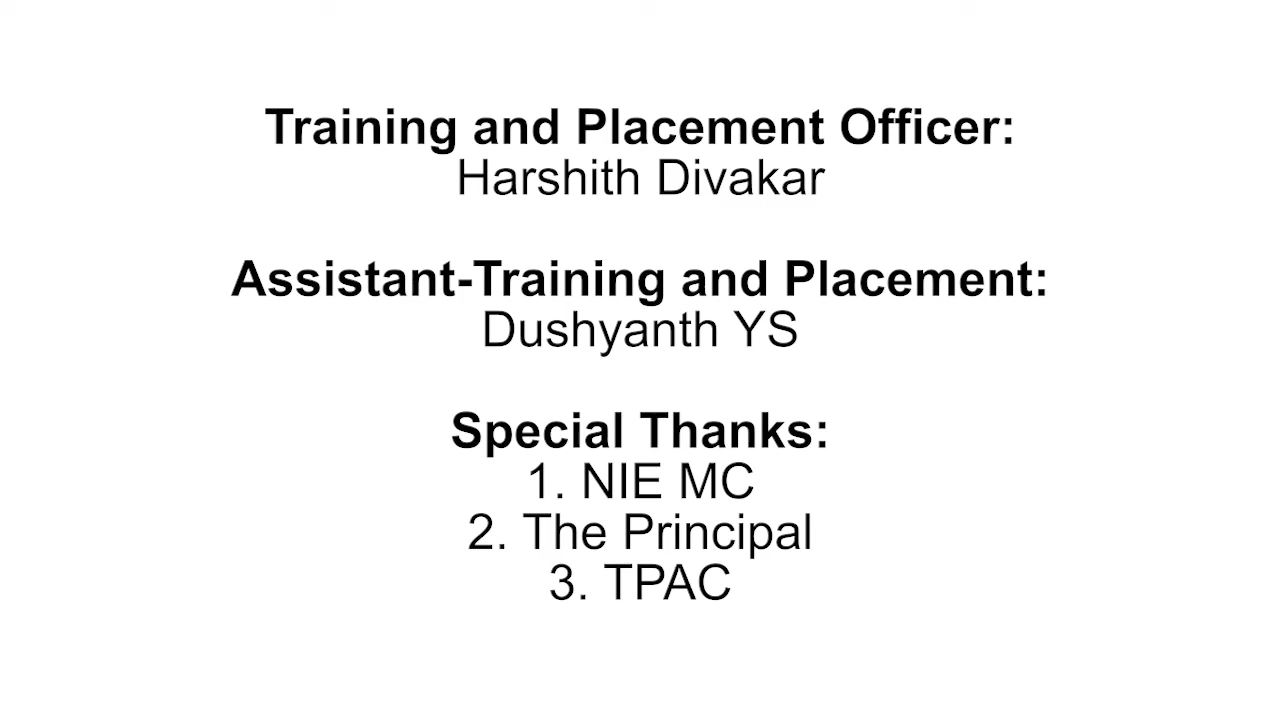 Training and Placement Officer:
Harshith Divakar
Assistant-Training and Placement:
Dushyanth YS
Special Thanks:
1. NIE MC
2. The Principal
3. TPAC